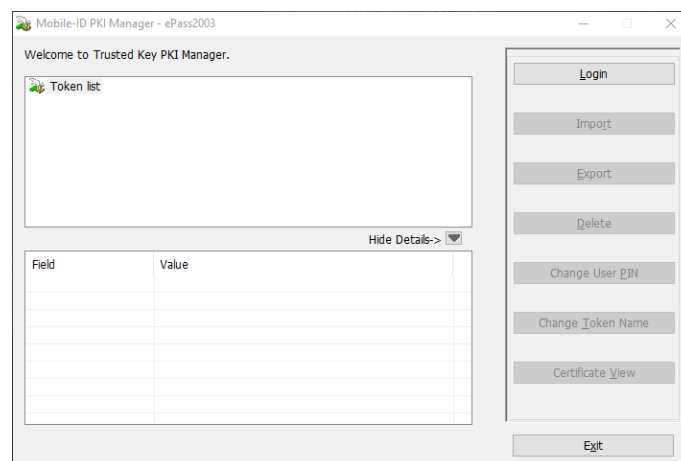 Mobile-ID PKI Manager - ePass2003
Welcome to Trusted Key PKI Manager.
Token list
Hide Details->
Field Value
Login
Import
Export
Delete
Change User PIN
Change Token Name
Certificate View
Exit